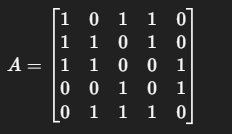 1 0 1 1 0
1 1 0 1 0
A = 1 1 0 0 1
0 0 1 0 1
0 1 1 1 0